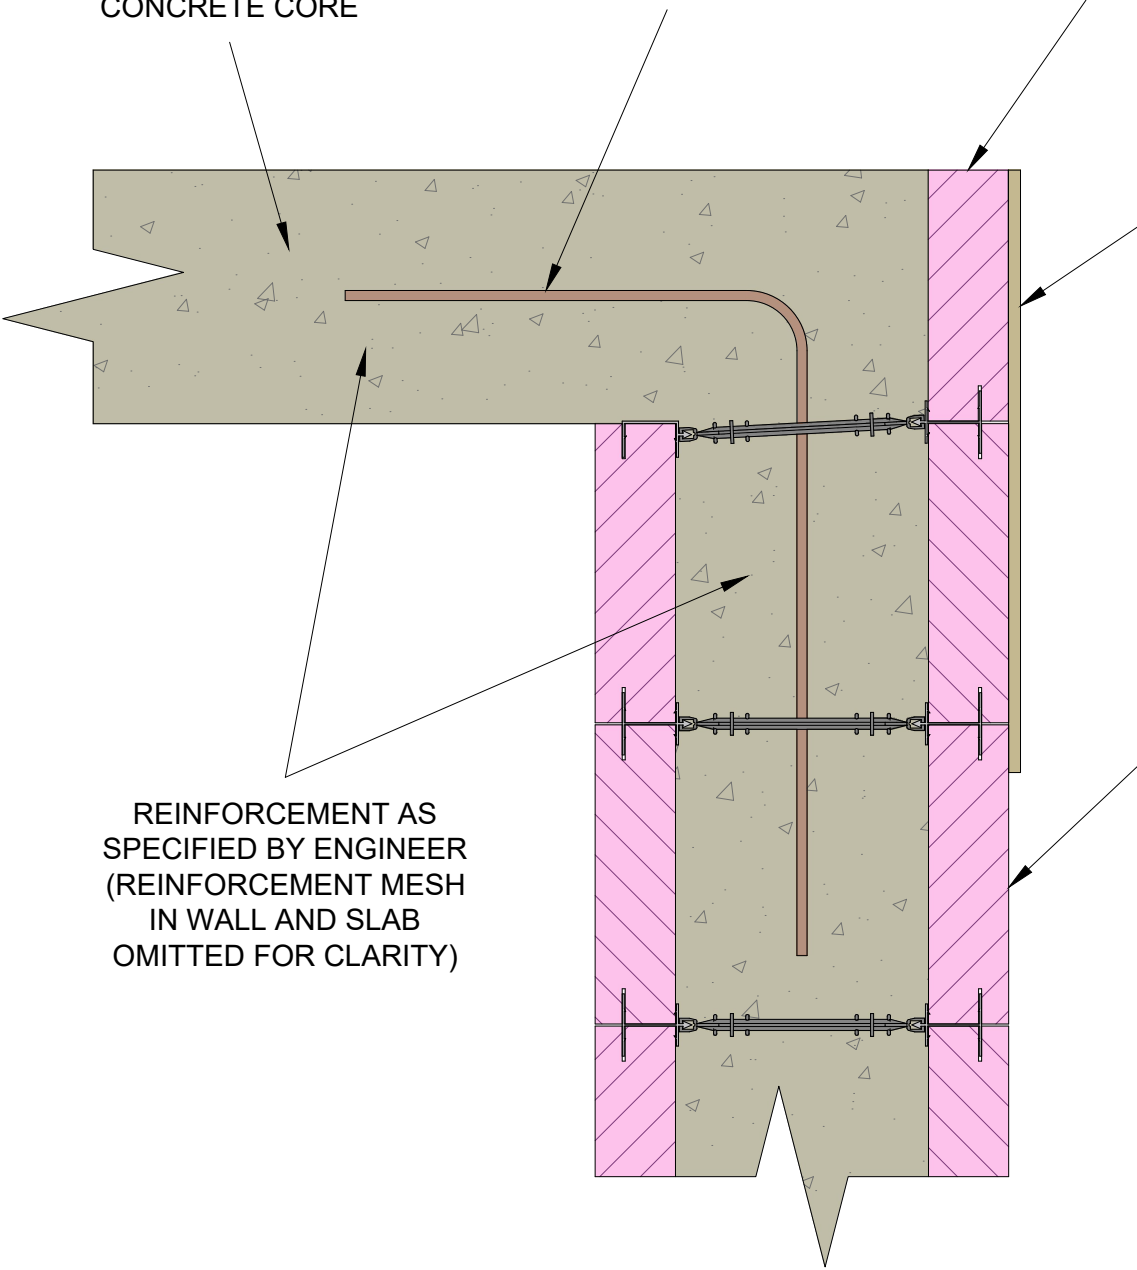 CONCRETE CORE
REINFORCEMENT AS
SPECIFIED BY ENGINEER
(REINFORCEMENT MESH
IN WALL AND SLAB
OMITTED FOR CLARITY)